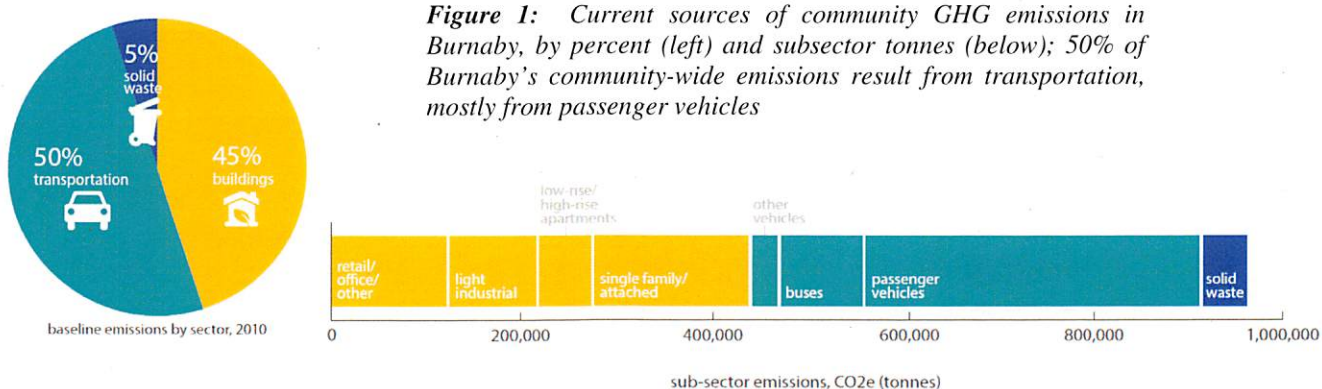 Figure 1: Current sources of community GHG emissions in
Burnaby, by percent (left) and subsector tonnes (below); 50% of
Burnaby's community-wide emissions result from transportation,
mostly from passenger vehicles
5%
solid
waste
50%
transportation
45%
buildings
baseline emissions by sector, 2010
low-rise/
high-rise
apartments
other
vehicles
retail/
office/
other
light
industrial
single family/
attached
buses
passenger
vehicles
solid
waste
0
200,000
400,000
600,000
800,000
1,000,000
sub-sector emissions, CO2e (tonnes)